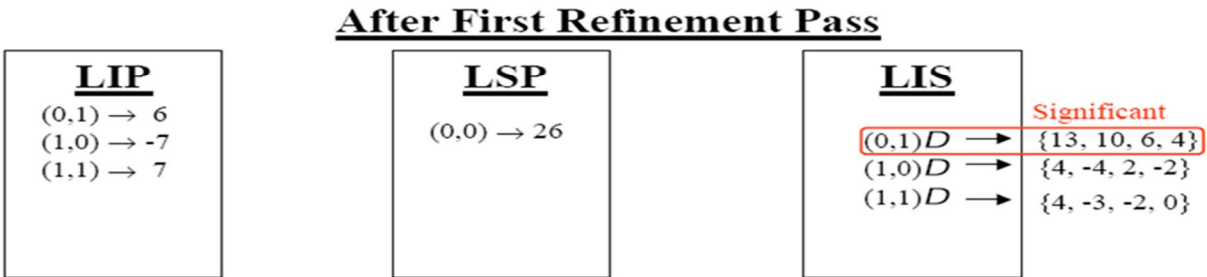 After First Refinement Pass
LIP
(0,1) → 6
(1,0) → -7
(1,1) → 7
LSP
(0,0) → 26
LIS
Significant
(0,1)D → {13, 10, 6, 4}
(1,0)D → {4, -4, 2, -2}
(1,1)D → {4, -3, -2, 0}